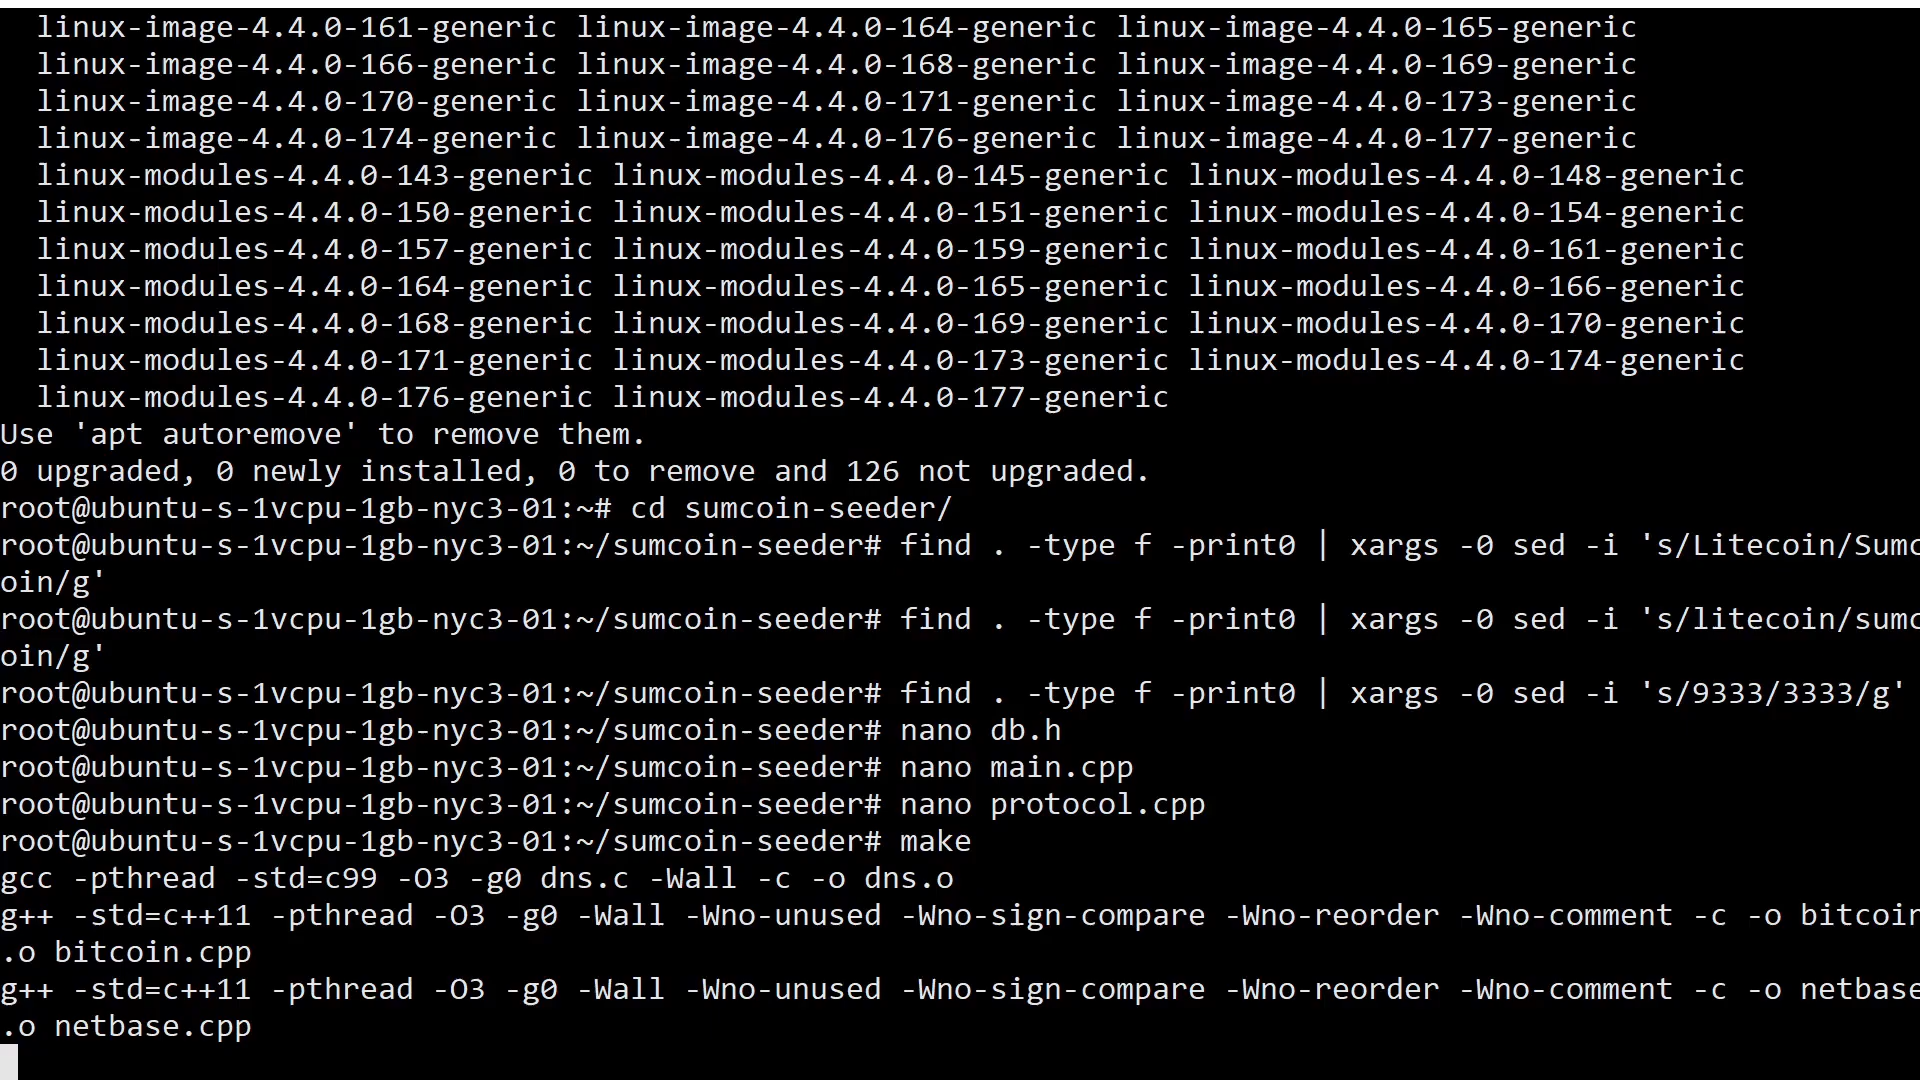 linux-image-4.4.0-161-generic linux-image-4.4.0-164-generic linux-image-4.4.0-165-generic
linux-image-4.4.0-166-generic linux-image-4.4.0-168-generic linux-image-4.4.0-169-generic
linux-image-4.4.0-170-generic linux-image-4.4.0-171-generic linux-image-4.4.0-173-generic
linux-image-4.4.0-174-generic linux-image-4.4.0-176-generic linux-image-4.4.0-177-generic
linux-modules-4.4.0-143-generic linux-modules-4.4.0-145-generic linux-modules-4.4.0-148-generic
linux-modules-4.4.0-150-generic linux-modules-4.4.0-151-generic linux-modules-4.4.0-154-generic
linux-modules-4.4.0-157-generic linux-modules-4.4.0-159-generic linux-modules-4.4.0-161-generic
linux-modules-4.4.0-164-generic linux-modules-4.4.0-165-generic linux-modules-4.4.0-166-generic
linux-modules-4.4.0-168-generic linux-modules-4.4.0-169-generic linux-modules-4.4.0-170-generic
linux-modules-4.4.0-171-generic linux-modules-4.4.0-173-generic linux-modules-4.4.0-174-generic
linux-modules-4.4.0-176-generic linux-modules-4.4.0-177-generic
Use 'apt autoremove' to remove them.
0 upgraded, 0 newly installed, 0 to remove and 126 not upgraded.
root@ubuntu-s-1vcpu-1gb-nyc3-01:~# cd sumcoin-seeder/
root@ubuntu-s-1vcpu-1gb-nyc3-01:~/sumcoin-seeder# find . -type f -print0 | xargs -0 sed -i 's/Litecoin/Sumc
oin/g'
root@ubuntu-s-1vcpu-1gb-nyc3-01:~/sumcoin-seeder# find . -type f -print0 | xargs -0 sed -i 's/litecoin/sumc
oin/g'
root@ubuntu-s-1vcpu-1gb-nyc3-01:~/sumcoin-seeder# find . -type f -print0 | xargs -0 sed -i 's/9333/3333/g'
root@ubuntu-s-1vcpu-1gb-nyc3-01:~/sumcoin-seeder# nano db.h
root@ubuntu-s-1vcpu-1gb-nyc3-01:~/sumcoin-seeder# nano main.cpp
root@ubuntu-s-1vcpu-1gb-nyc3-01:~/sumcoin-seeder# nano protocol.cpp
root@ubuntu-s-1vcpu-1gb-nyc3-01:~/sumcoin-seeder# make
gcc -pthread -std=c99 -O3 -g0 dns.c -Wall -c -o dns.o
g++ -std=c++11 -pthread -O3 -g0 -Wall -Wno-unused -Wno-sign-compare -Wno-reorder -Wno-comment -c -o bitcoin
.o bitcoin.cpp
g++ -std=c++11 -pthread -O3 -g0 -Wall -Wno-unused -Wno-sign-compare -Wno-reorder -Wno-comment -c -o netbase
.o netbase.cpp